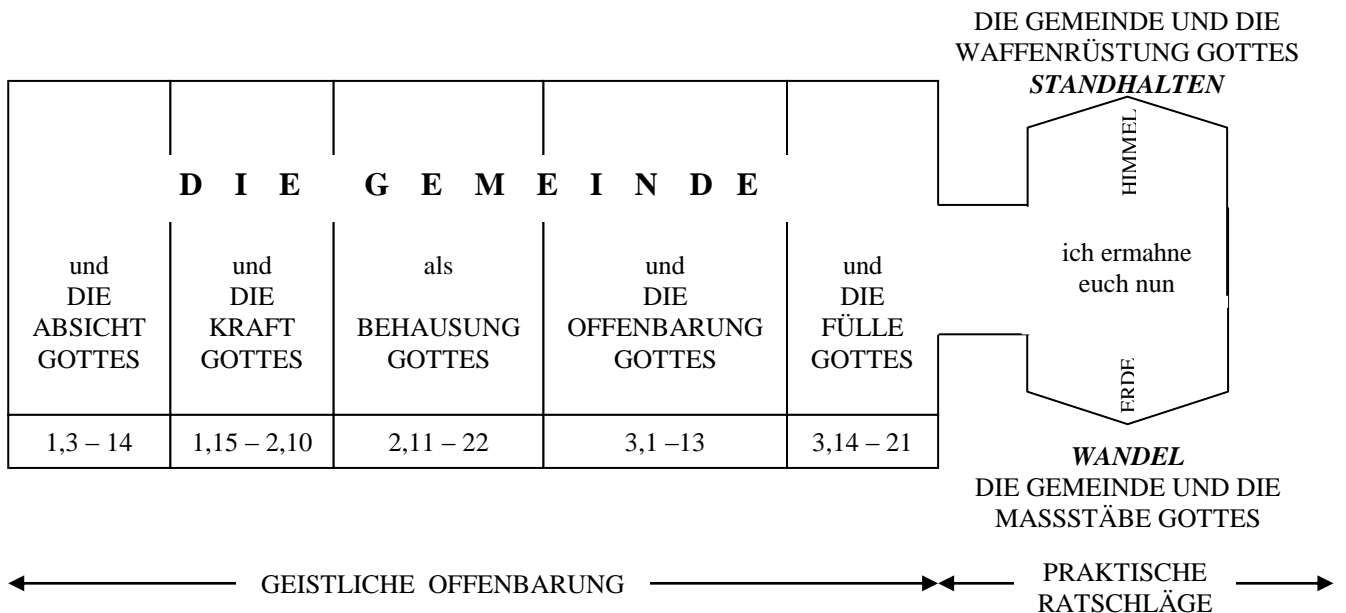 DIE GEMEINDE UND DIE
WAFFENRÜSTUNG GOTTES
STANDHALTEN
HIMMEL
D I E G E M E I N D E
und
DIE
ABSICHT
GOTTES
und
DIE
KRAFT
GOTTES
als
BEHAUSUNG
GOTTES
und
DIE
OFFENBARUNG
GOTTES
und
DIE
FÜLLE
GOTTES
ich ermahne
euch nun
ERDE
1,3 – 14
1,15 – 2,10
2,11 – 22
3,1 –13
3,14 – 21
WANDEL
DIE GEMEINDE UND DIE
MASSSTÄBE GOTTES
GEISTLICHE OFFENBARUNG
PRAKTISCHE
RATSCHLÄGE